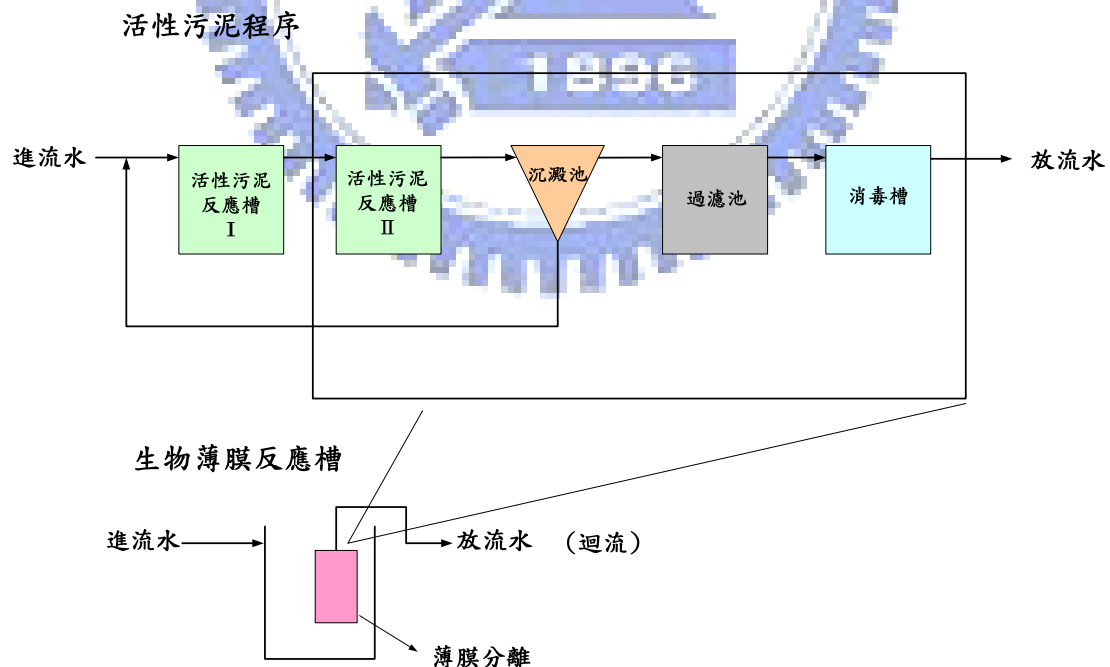 活性污泥程序
1896
進流水
活性污泥
反應槽
I
活性污泥
反應槽
II
沉澱池
過濾池
消毒槽
放流水
生物薄膜反應槽
進流水
放流水 (迴流)
薄膜分離